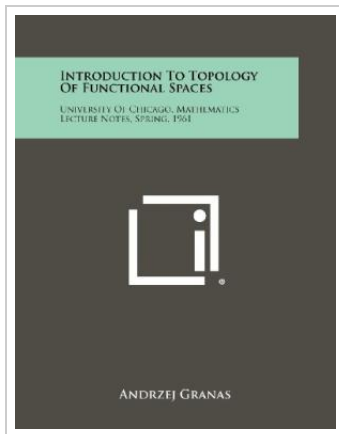 INTRODUCTION TO TOPOLOGY
OF FUNCTIONAL SPACES
UNIVERSITY OF CHICAGO, MATHEMATICS
LECTURE NOTES, SPRING, 1961
i
ANDRZEJ GRANAS